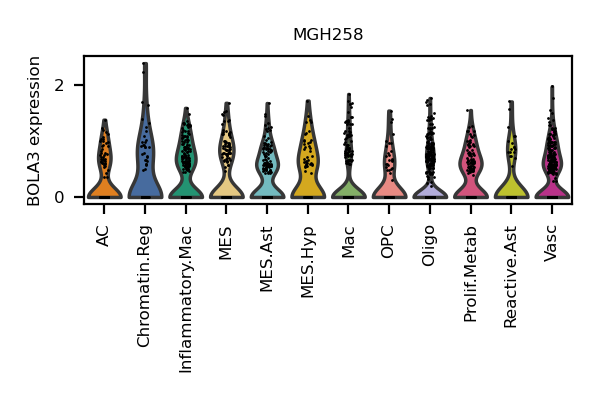 MGH258
BOLA3 expression
2
0
AC
Chromatin.Reg
Inflammatory.Mac
MES
MES.Ast
MES.Hyp
Mac
OPC
Oligo
Prolif.Metab
Reactive.Ast
Vasc